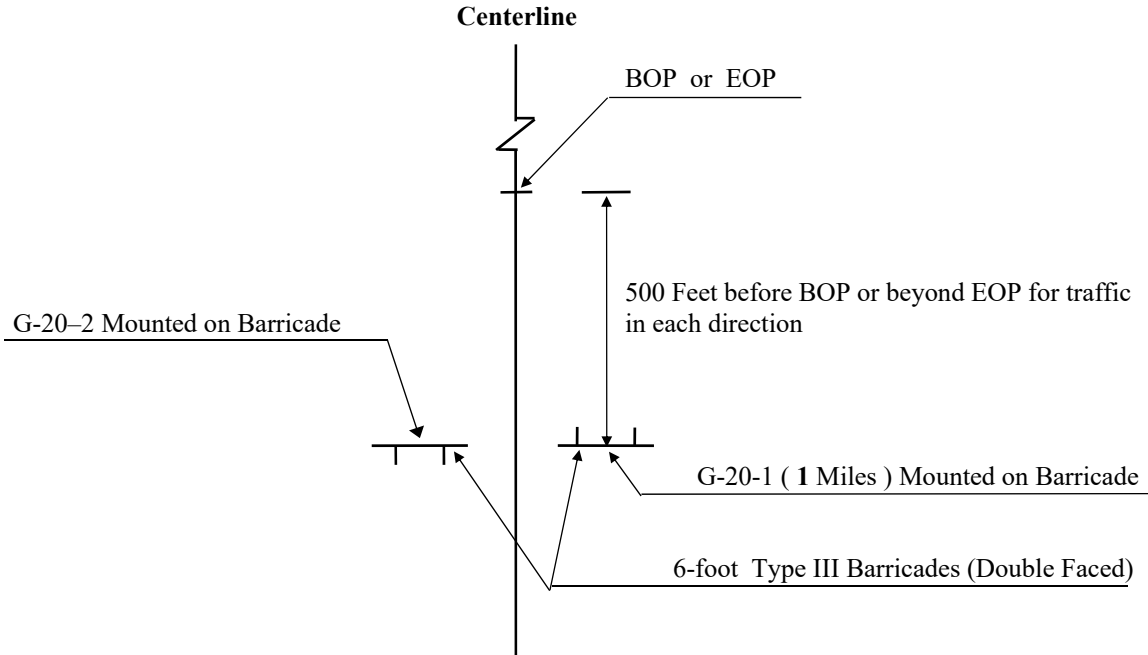 Centerline
BOP or EOP
500 Feet before BOP or beyond EOP for traffic
in each direction
G-20–2 Mounted on Barricade
G-20-1 ( 1 Miles ) Mounted on Barricade
6-foot Type III Barricades (Double Faced)